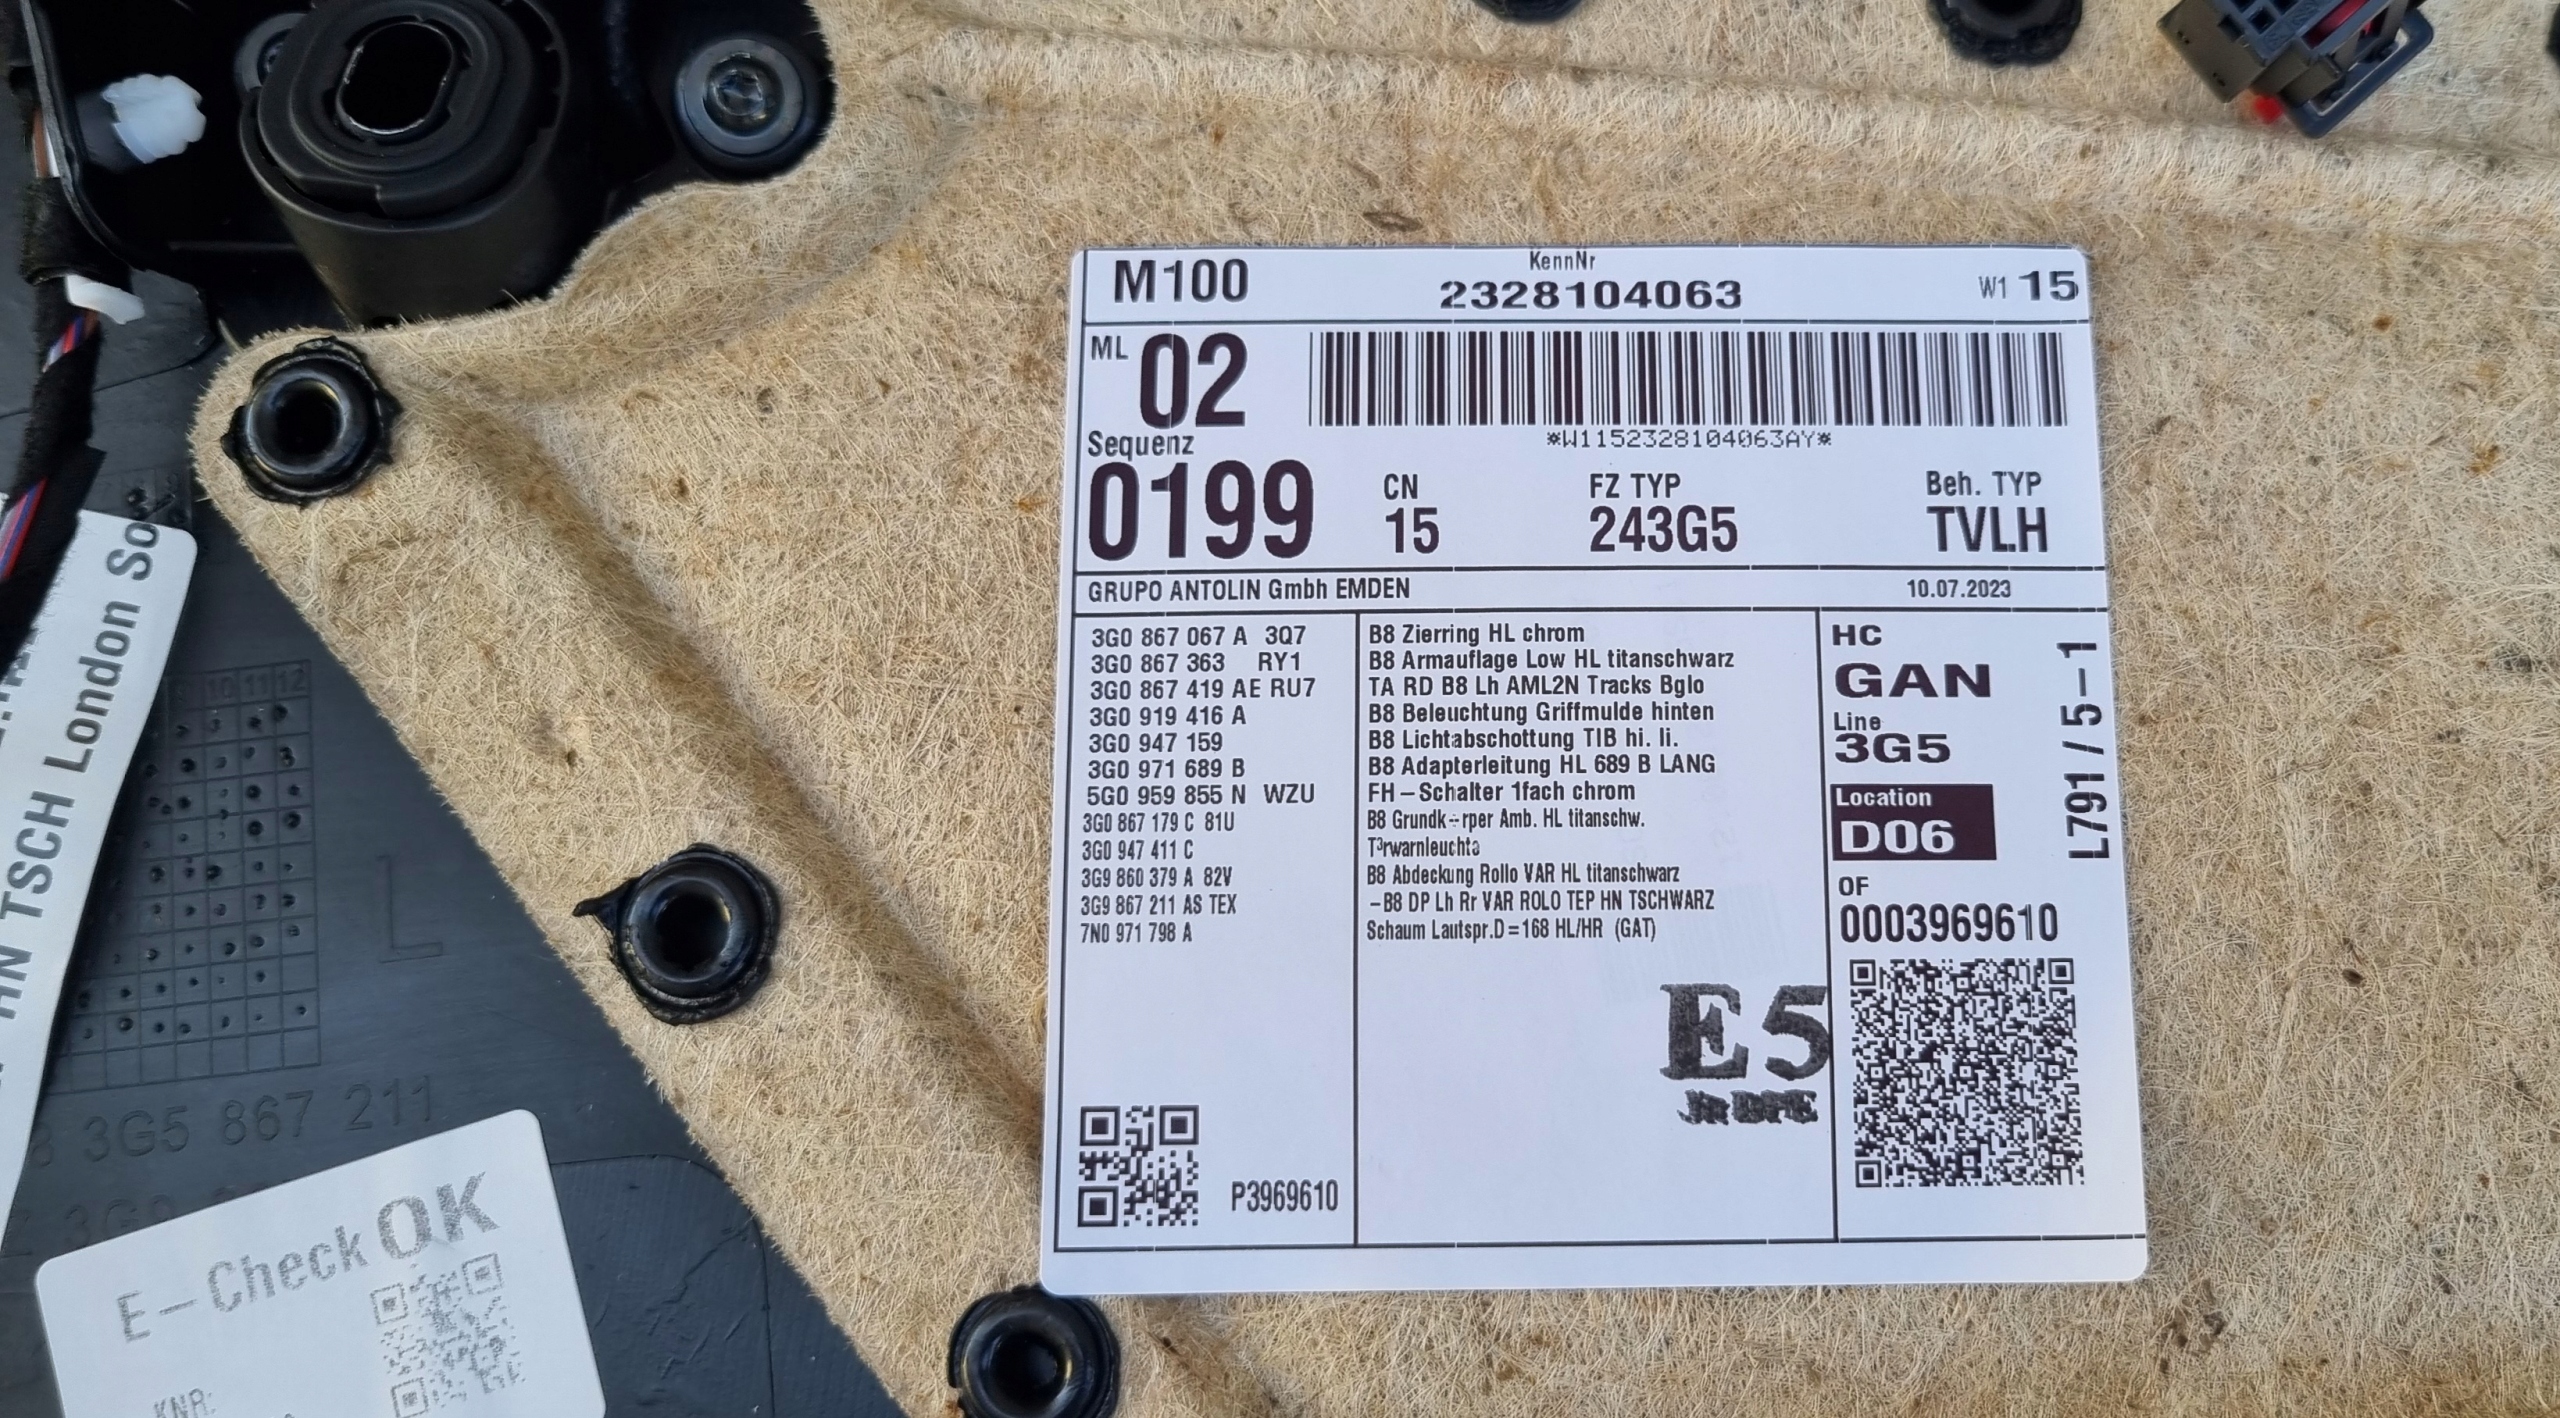 M100
KennNr
2328104063
W1 15
ML 02
*W1152328104063AY*
Sequenz
0199
CN
15
FZ TYP
243G5
Beh. TYP
TVLH
GRUPO ANTOLIN Gmbh EMDEN
10.07.2023
3G0 867 067 A 3Q7 B8 Zierring HL chrom
3G0 867 363 RY1 B8 Armauflage Low HL titanschwarz
3G0 867 419 AE RU7 TA RD B8 Lh AML2N Tracks Bglo
3G0 919 416 A B8 Beleuchtung Griffmulde hinten
3G0 947 159 B8 Lichtabschottung TIB hi. li.
3G0 971 689 B B8 Adapterleitung HL 689 B LANG
5G0 959 855 N WZU FH-Schalter 1fach chrom
3G0 867 179 C 81U B8 Grundk÷rper Amb. HL titanschw.
3G0 947 411 C T³rwarnleuchta
3G9 860 379 A 82V B8 Abdeckung Rollo VAR HL titanschwarz
3G9 867 211 AS TEX -B8 DP Lh Rr VAR ROLO TEP HN TSCHWARZ
7N0 971 798 A Schaum Lautspr.D=168 HL/HR (GAT)
HC
GAN
Line
3G5
Location
D06
OF
0003969610
L791 / 5-1
E5
P3969610
HN TSCH London
10 11 12
L
3G5 867 211
3G9
E-Check OK
KNR: